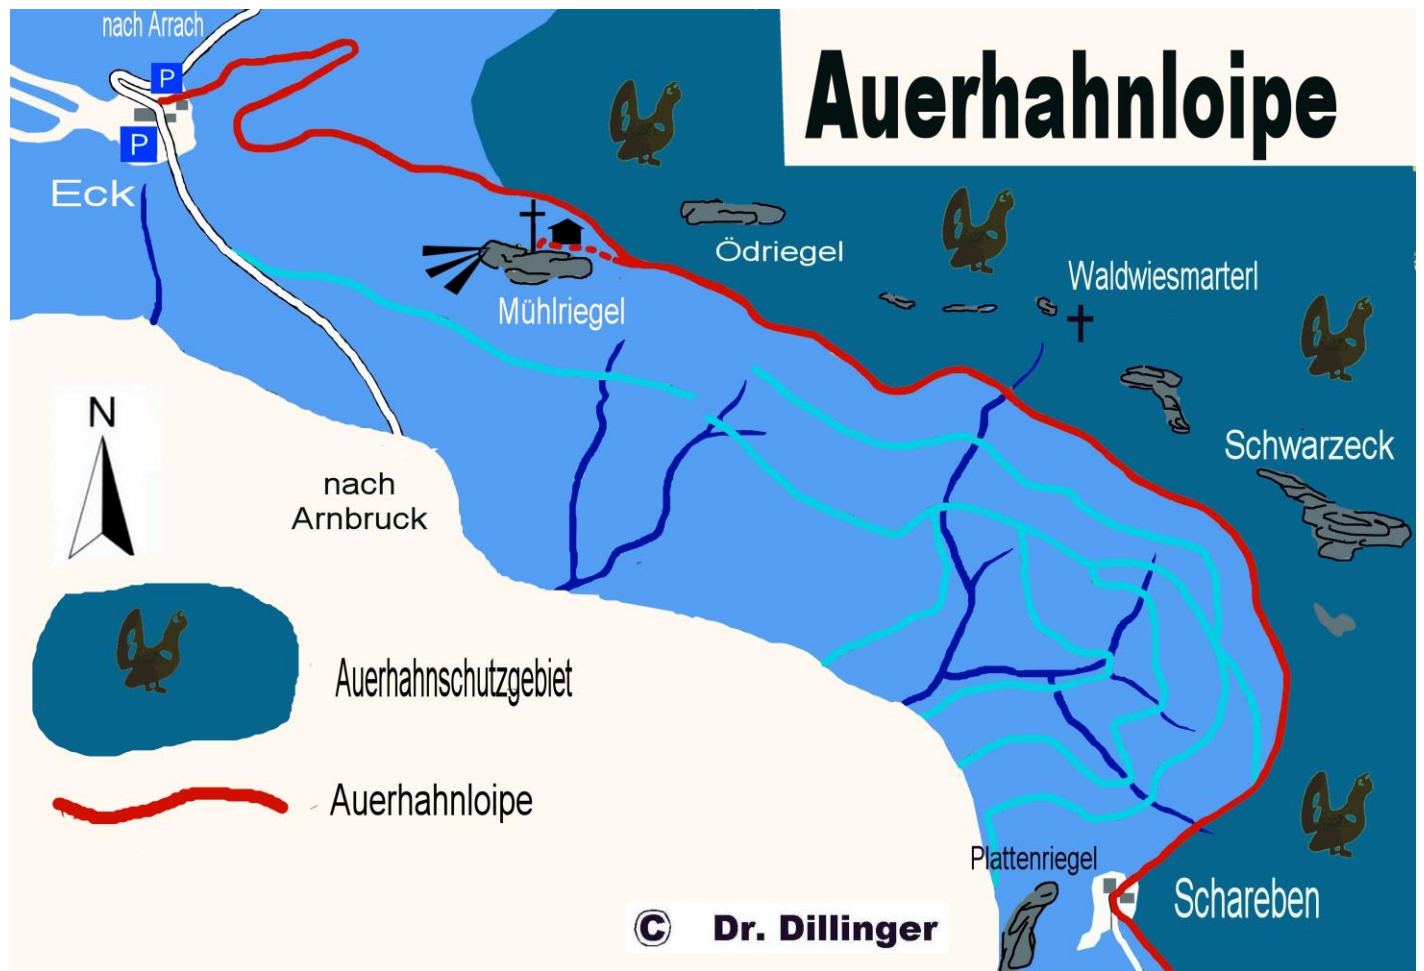 nach Arrach
Auerhahnloipe
P
P
Eck
Ödriegel
Waldwiesmarterl
Mühlriegel
N
Schwarzeck
nach
Arnbruck
Auerhahnschutzgebiet
Auerhahnloipe
Plattenriegel
Schareben
© Dr. Dillinger